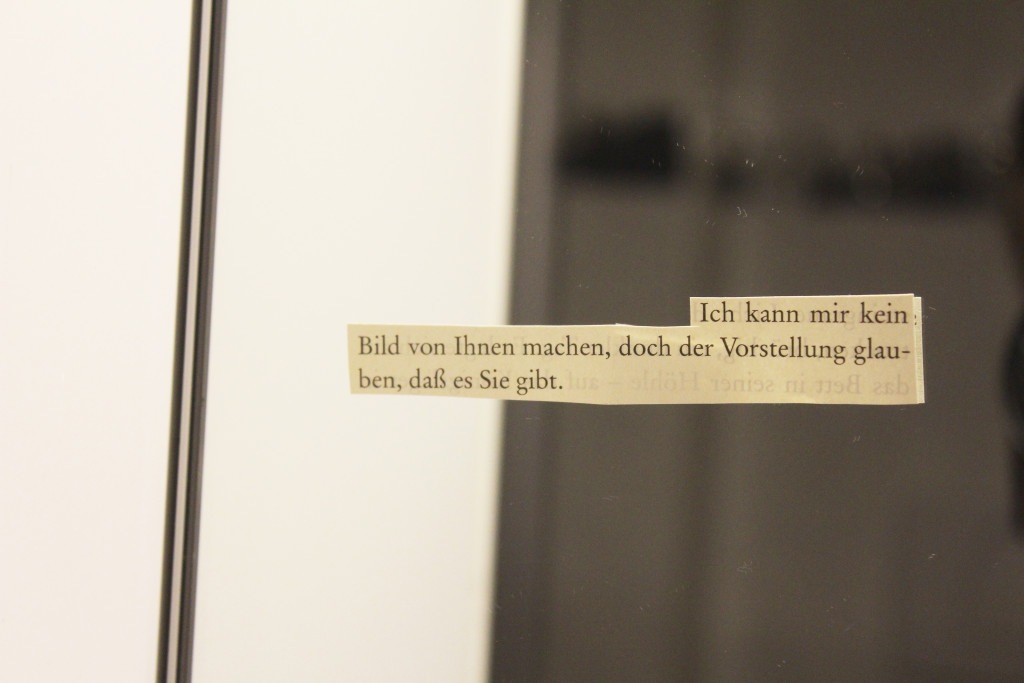 Ich kann mir kein
Bild von Ihnen machen, doch der Vorstellung glau-
ben, daß es Sie gibt.